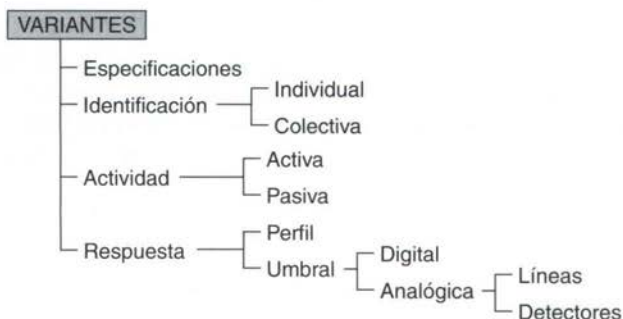 VARIANTES
Especificaciones
Identificación
Individual
Colectiva
Actividad
Activa
Pasiva
Respuesta
Perfil
Umbral
Digital
Analógica
Líneas
Detectores